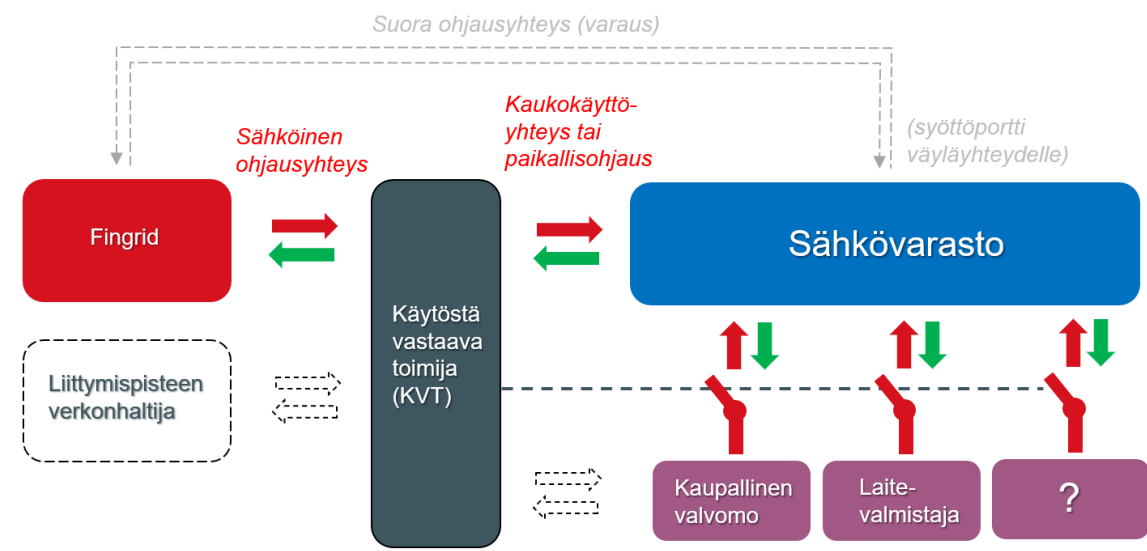 Suora ohjausyhteys (varaus)
Sähköinen
ohjausyhteys
Kaukokäyttö-
yhteys tai
paikallisohjaus
(syöttöportti
väyläyhteydelle)
Fingrid
Käytöstä
vastaava
toimija
(KVT)
Sähkövarasto
Liittymispisteen
verkonhaltija
Kaupallinen
valvomo
Laite-
valmistaja
?